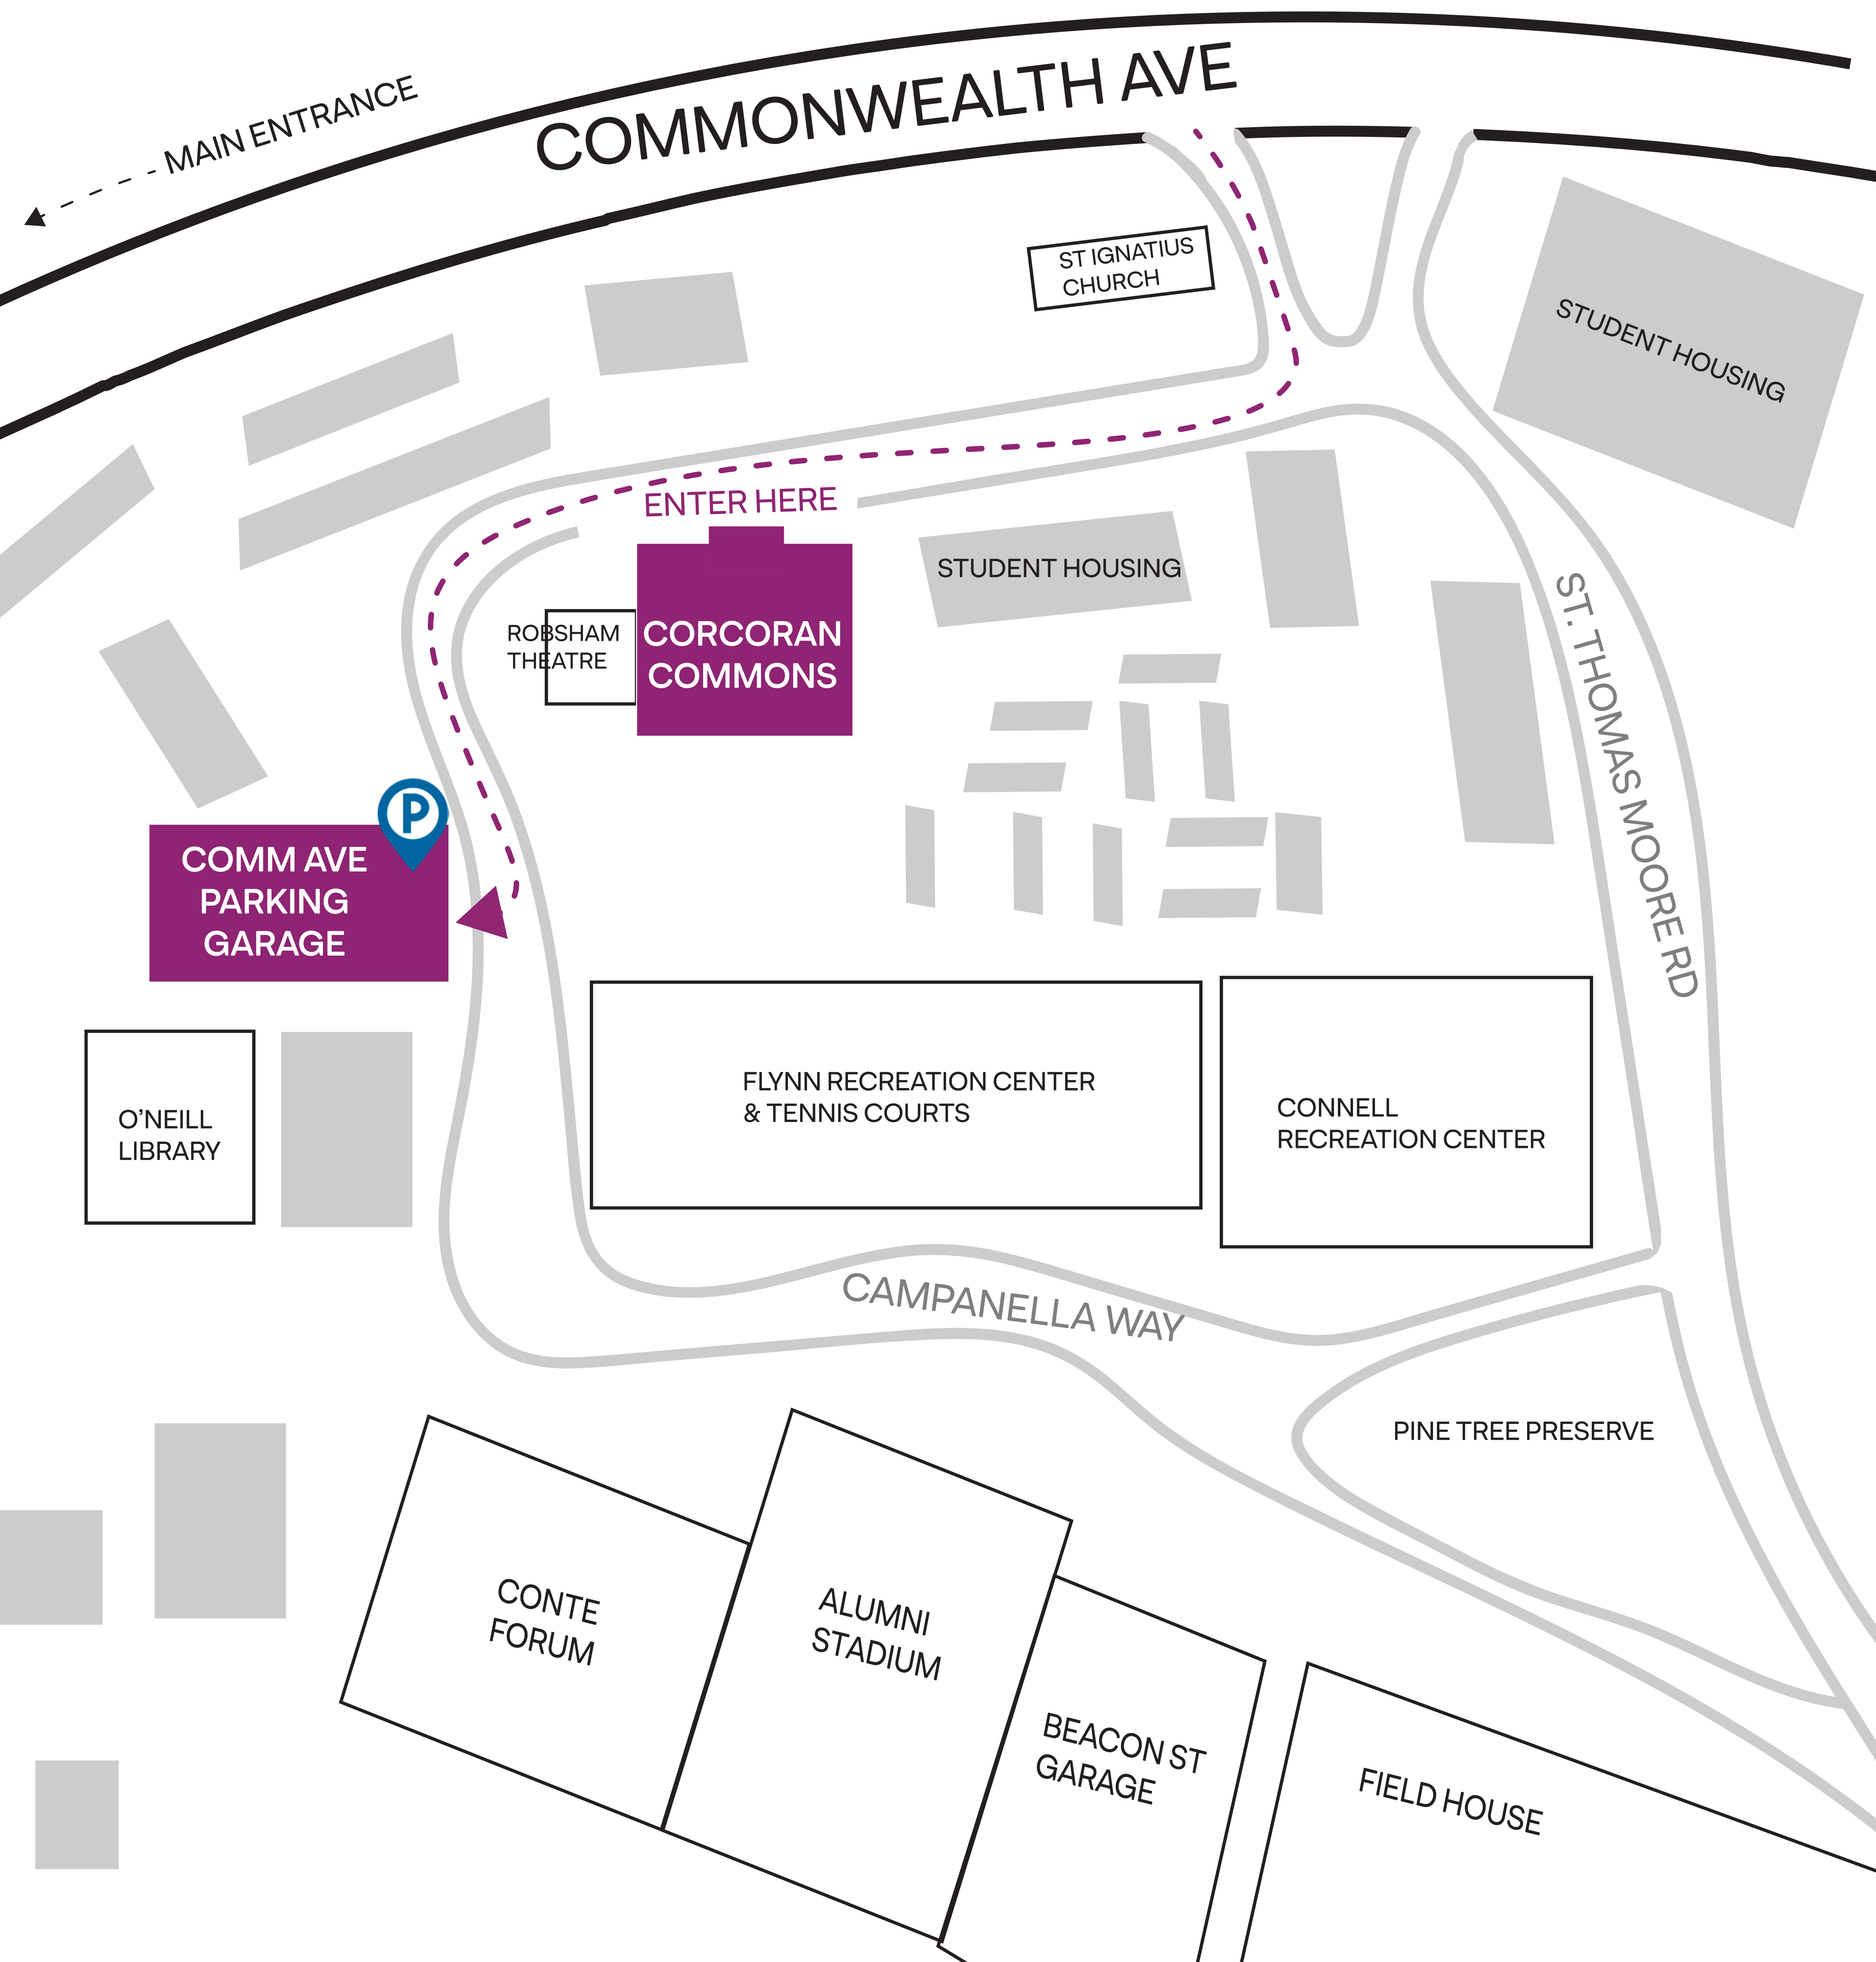 COMMONWEALTH AVE
MAIN ENTRANCE
ST IGNATIUS
CHURCH
STUDENT HOUSING
ENTER HERE
STUDENT HOUSING
ROBSHAM
THEATRE
CORCORAN
COMMONS
ST. THOMAS MOORE RD
P
COMM AVE
PARKING
GARAGE
FLYNN RECREATION CENTER
& TENNIS COURTS
CONNELL
RECREATION CENTER
O'NEILL
LIBRARY
CAMPANELLA WAY
PINE TREE PRESERVE
CONTE
FORUM
ALUMNI
STADIUM
BEACON ST
GARAGE
FIELD HOUSE